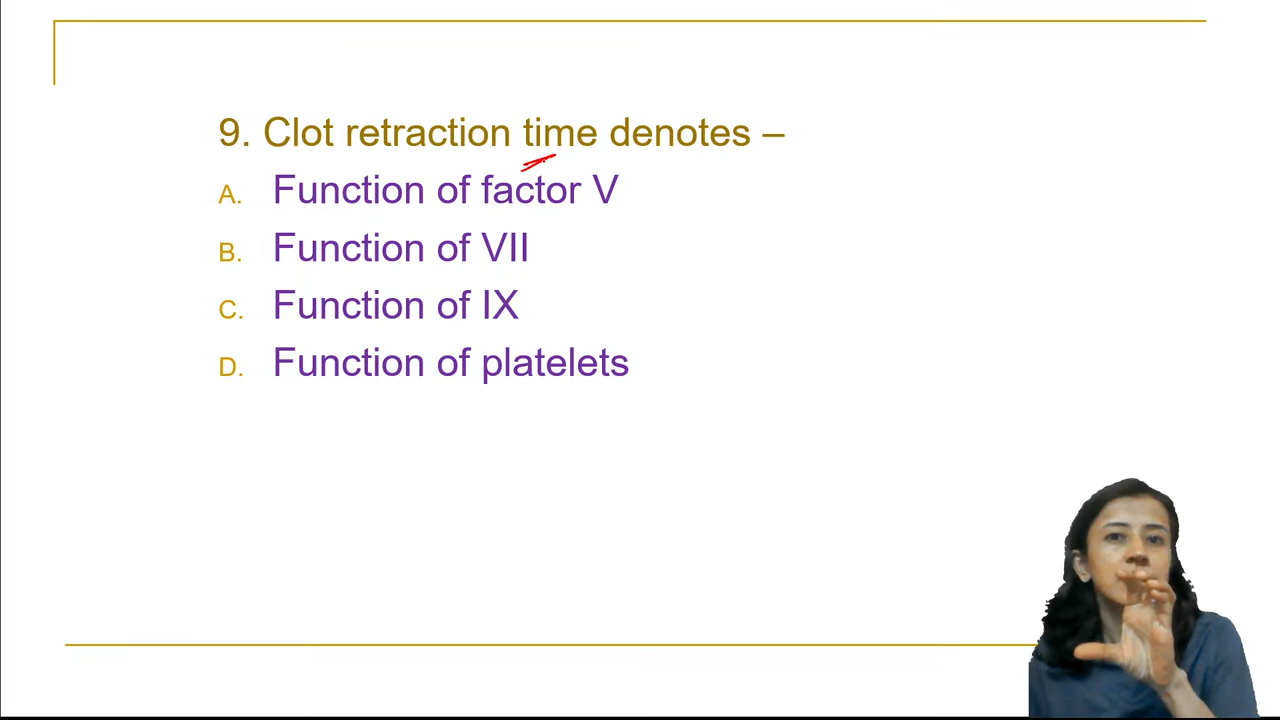 9. Clot retraction time denotes –
A. Function of factor V
B. Function of VII
C. Function of IX
D. Function of platelets